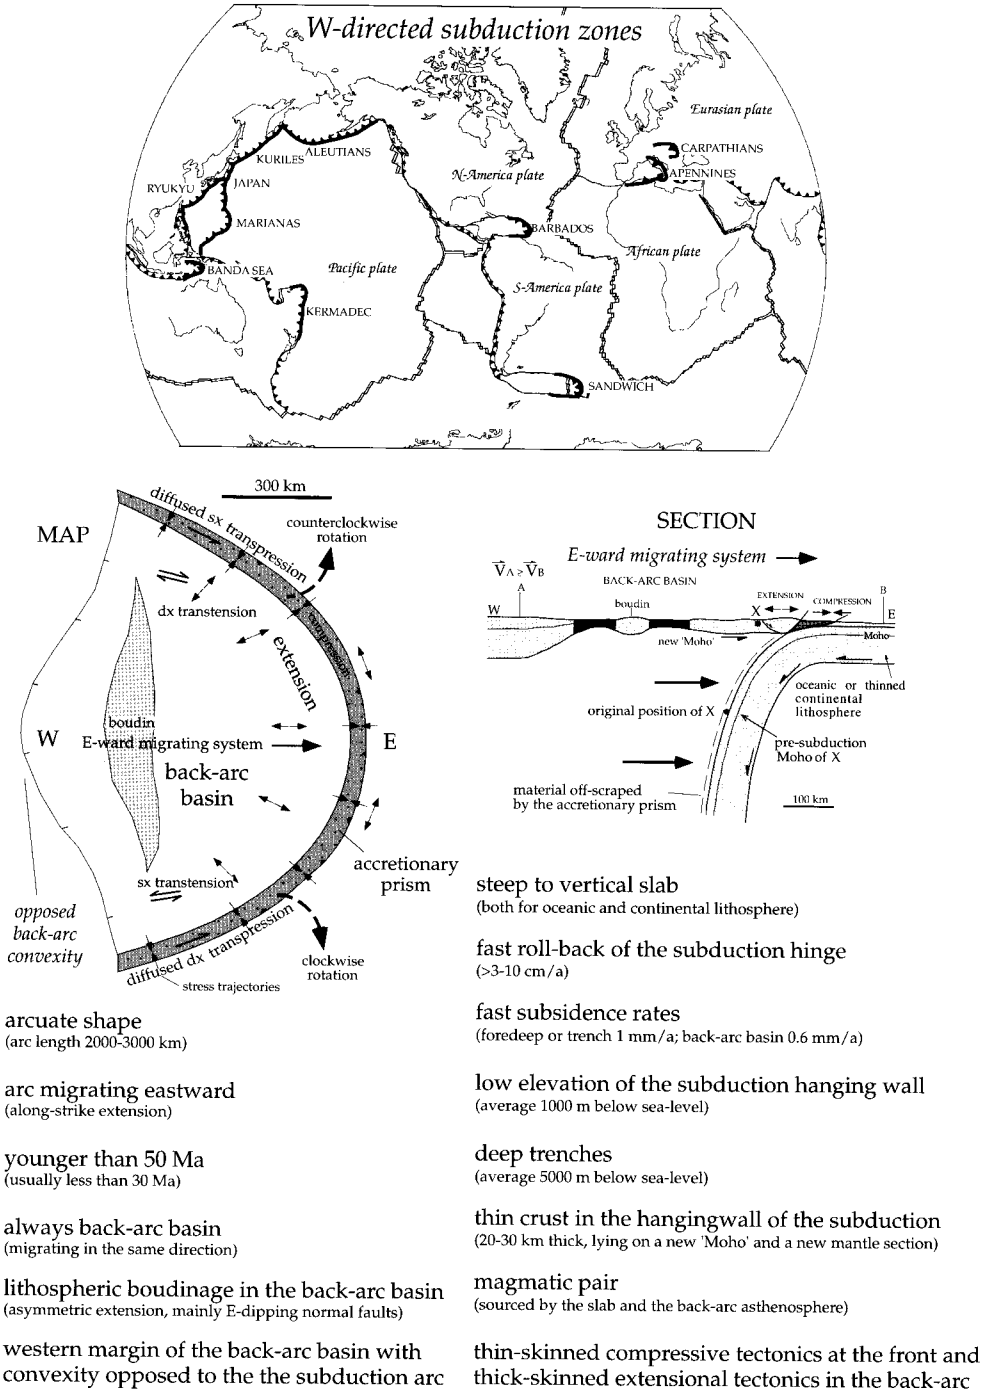 W-directed subduction zones
Eurasian plate
CARPATHIANS
APENNINES
ALEUTIANS
KURILES
RYUKYU
JAPAN
N-America plate
MARIANAS
BARBADOS
African plate
BANDA SEA
Pacific plate
S-America plate
KERMADEC
SANDWICH
MAP
300 km
diffused sx transpression
counterclockwise
rotation
dx transtension
compression
extension
boudin
W
E-ward migrating system
E
back-arc
basin
accretionary
prism
sx transtension
opposed
back-arc
convexity
diffused dx transpression
clockwise
rotation
stress trajectories
SECTION
E-ward migrating system
VA ≥ VB
BACK-ARC BASIN
A
EXTENSION
B
COMPRESSION
W
boudin
X
E
new 'Moho'
Moho
oceanic or thinned
continental
lithosphere
original position of X
pre-subduction
Moho of X
material off-scraped
by the accretionary prism
100 km
arcuate shape
(arc length 2000-3000 km)
arc migrating eastward
(along-strike extension)
younger than 50 Ma
(usually less than 30 Ma)
always back-arc basin
(migrating in the same direction)
lithospheric boudinage in the back-arc basin
(asymmetric extension, mainly E-dipping normal faults)
western margin of the back-arc basin with
convexity opposed to the the subduction arc
steep to vertical slab
(both for oceanic and continental lithosphere)
fast roll-back of the subduction hinge
(>3-10 cm/a)
fast subsidence rates
(foredeep or trench 1 mm/a; back-arc basin 0.6 mm/a)
low elevation of the subduction hanging wall
(average 1000 m below sea-level)
deep trenches
(average 5000 m below sea-level)
thin crust in the hangingwall of the subduction
(20-30 km thick, lying on a new 'Moho' and a new mantle section)
magmatic pair
(sourced by the slab and the back-arc asthenosphere)
thin-skinned compressive tectonics at the front and
thick-skinned extensional tectonics in the back-arc